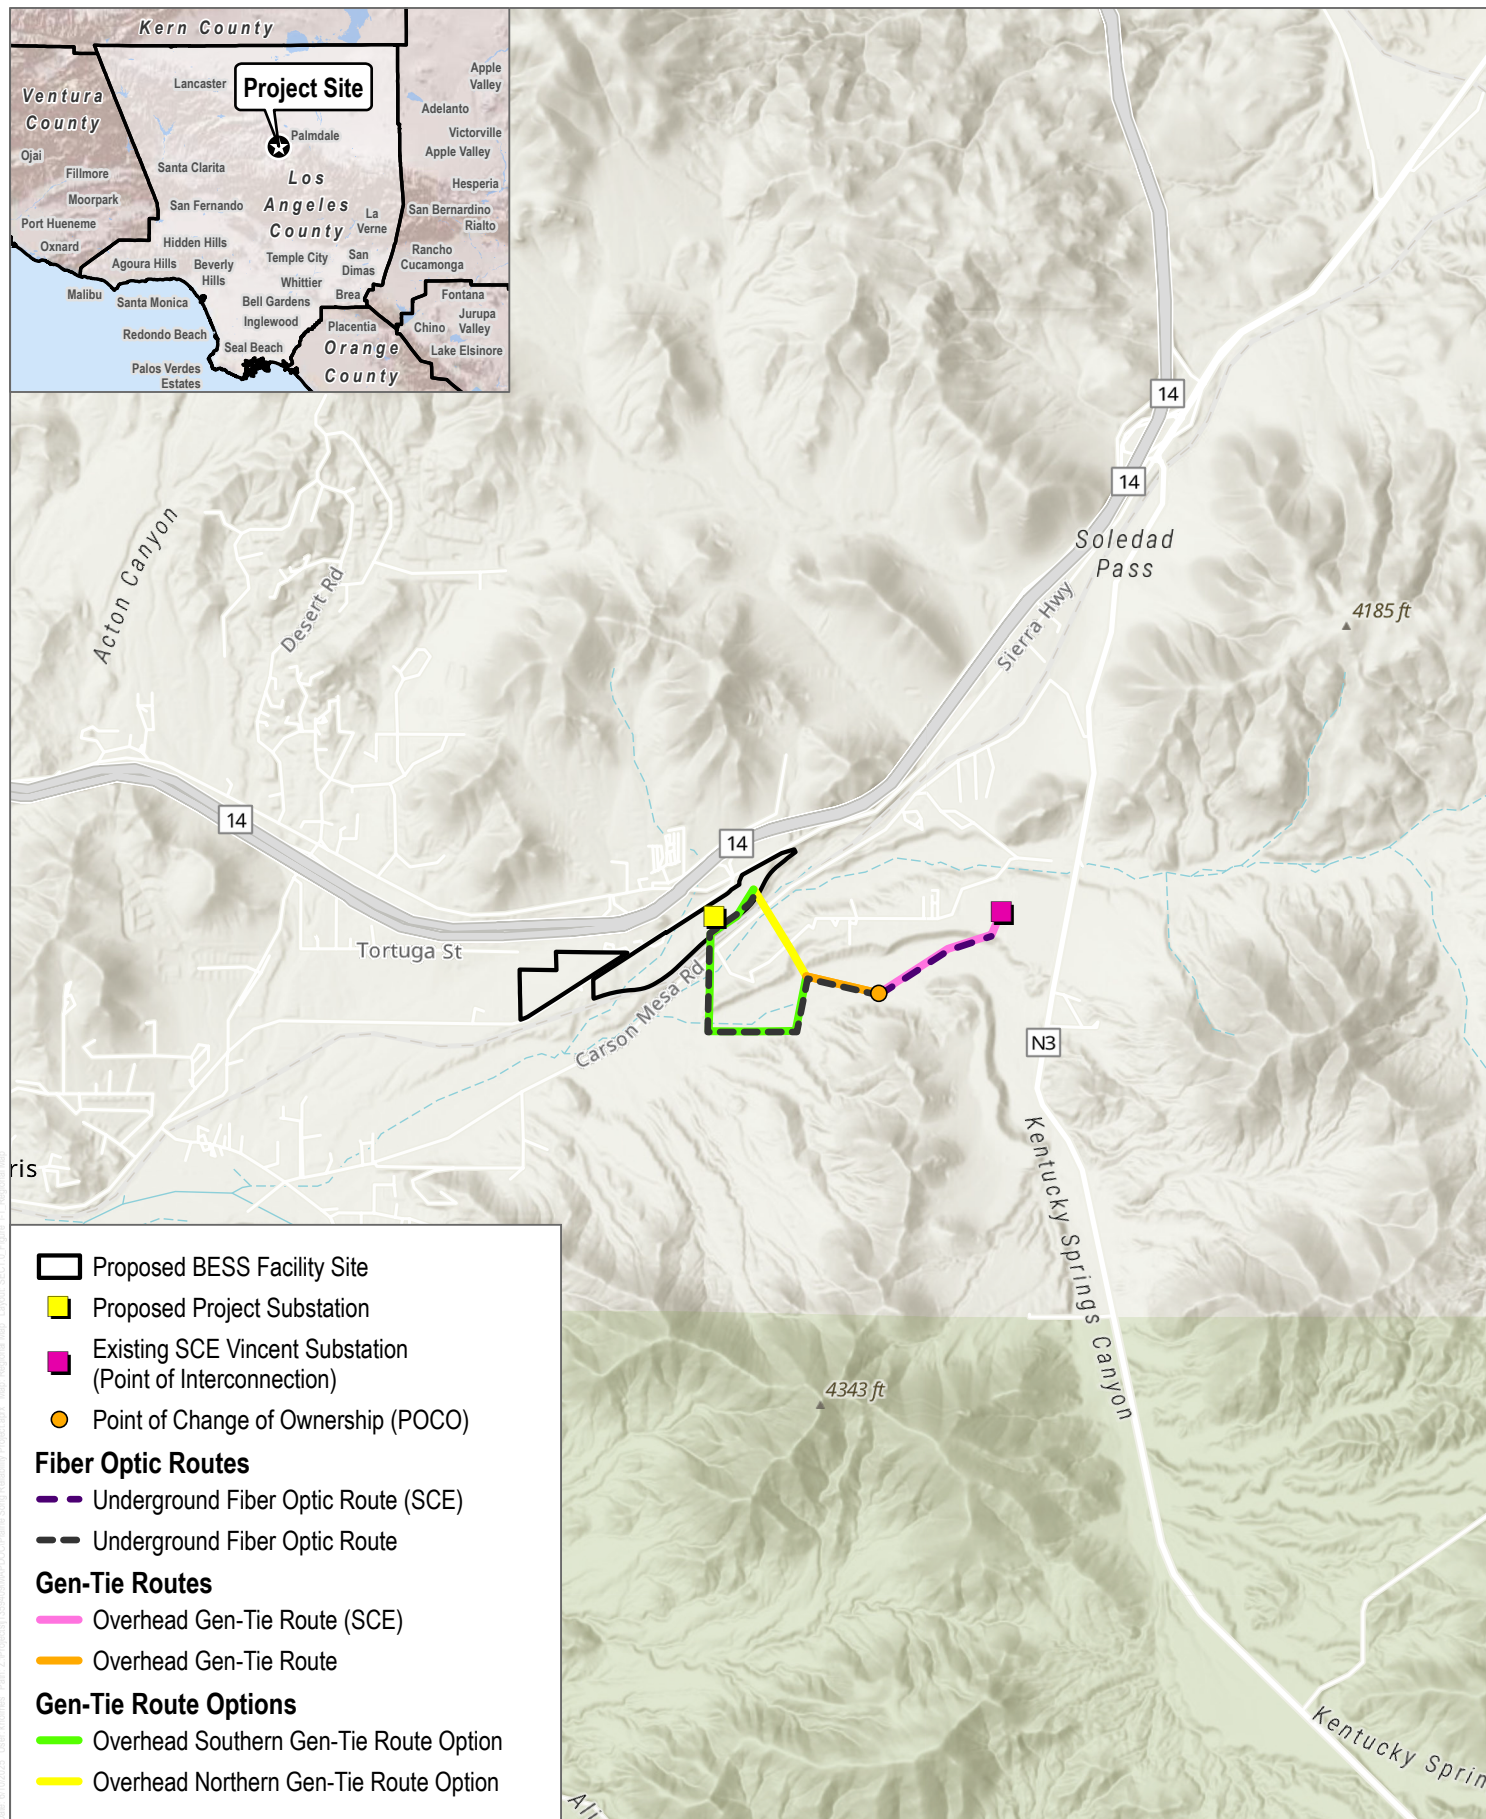 Kern County
Lancaster
Project Site
Apple
Valley
Ventura
County
Adelanto
Palmdale
Victorville
Apple Valley
Ojai
Santa Clarita
Fillmore
Los
Angeles
County
Hesperia
Moorpark
San Fernando
La
Verne
San Bernardino
Rialto
Port Hueneme
Oxnard
Hidden Hills
Agoura Hills
Beverly
Hills
Temple City
San
Dimas
Rancho
Cucamonga
Whittier
Malibu
Santa Monica
Bell Gardens
Brea
Fontana
Inglewood
Jurupa
Valley
Redondo Beach
Placentia
Chino
Seal Beach
Orange
County
Lake Elsinore
Palos Verdes
Estates
14
14
Soledad
Pass
Acton Canyon
Desert Rd
Sierra Hwy
4185 ft
14
14
Tortuga St
Carson Mesa Rd
N3
ris
Kentucky Springs Canyon
4343 ft
Kentucky Sprin
Ali
Proposed BESS Facility Site
Proposed Project Substation
Existing SCE Vincent Substation
(Point of Interconnection)
Point of Change of Ownership (POCO)
Fiber Optic Routes
Underground Fiber Optic Route (SCE)
Underground Fiber Optic Route
Gen-Tie Routes
Overhead Gen-Tie Route (SCE)
Overhead Gen-Tie Route
Gen-Tie Route Options
Overhead Southern Gen-Tie Route Option
Overhead Northern Gen-Tie Route Option